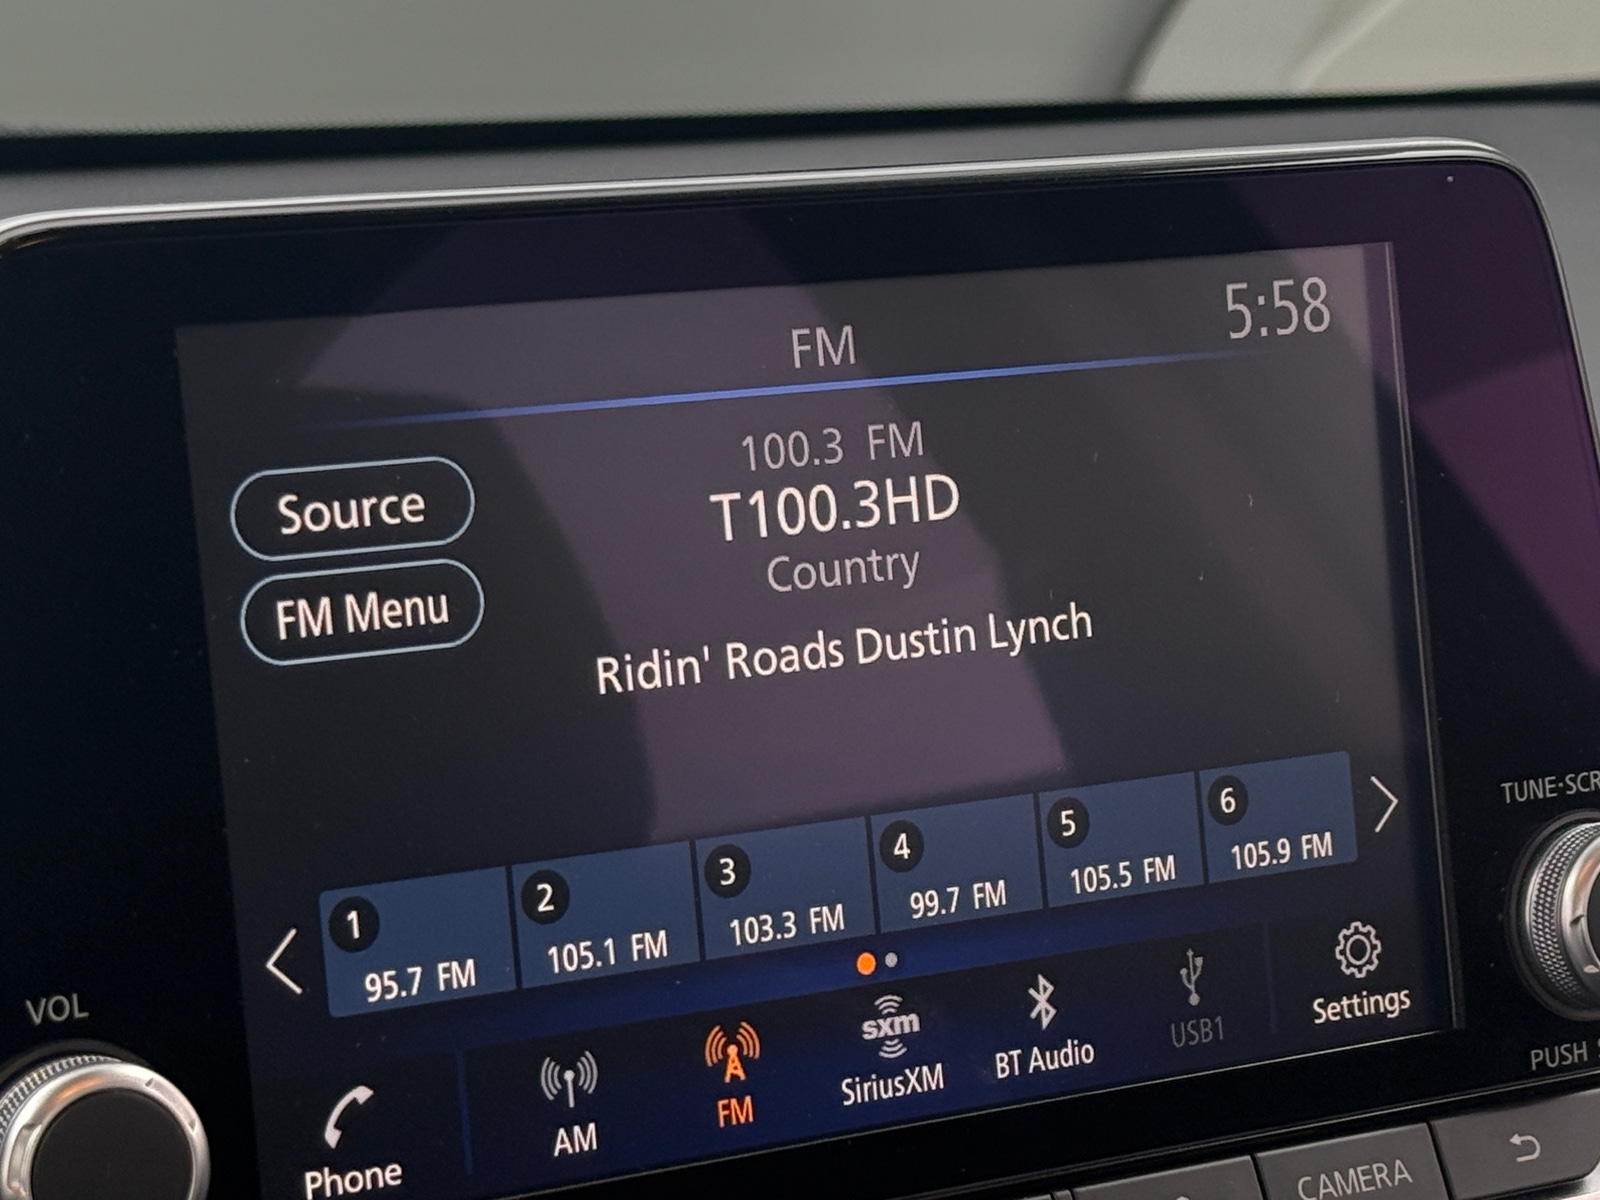 FM
5:58
100.3 FM
T100.3HD
Country
Ridin' Roads Dustin Lynch
Source
FM Menu
1
95.7 FM
2
105.1 FM
3
103.3 FM
4
99.7 FM
5
105.5 FM
6
105.9 FM
Phone
AM
FM
sxm
SiriusXM
BT Audio
USB1
Settings
VOL
TUNE·SCR
PUSH
CAMERA